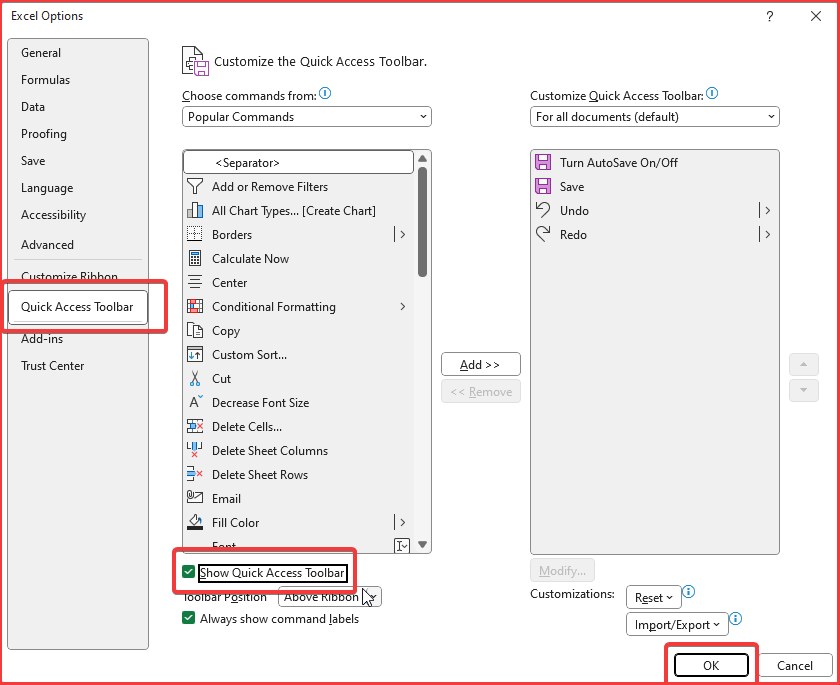 Excel Options
?
General
Formulas
Data
Proofing
Save
Language
Accessibility
Advanced
Customize Ribbon
Quick Access Toolbar
Add-ins
Trust Center
Customize the Quick Access Toolbar.
Choose commands from:
Popular Commands
<Separator>
Add or Remove Filters
All Chart Types... [Create Chart]
Borders
Calculate Now
Center
Conditional Formatting
Copy
Custom Sort...
Cut
Decrease Font Size
Delete Cells...
Delete Sheet Columns
Delete Sheet Rows
Email
Fill Color
Font
Show Quick Access Toolbar
Toolbar Position Above Ribbon
Always show command labels
Add >>
<< Remove
Customize Quick Access Toolbar:
For all documents (default)
Turn AutoSave On/Off
Save
Undo
Redo
Modify...
Customizations: Reset
Import/Export
OK Cancel